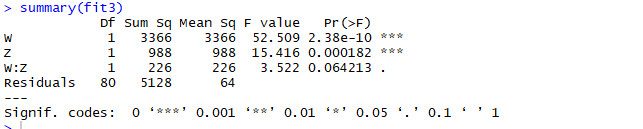 > summary(fit3)
            Df Sum Sq Mean Sq F value   Pr(>F)    
W            1   3366    3366  52.509 2.38e-10 ***
Z            1    988     988  15.416 0.000182 ***
W:Z          1    226     226   3.522 0.064213 .  
Residuals   80   5128      64                     
---
Signif. codes:  0 ‘***’ 0.001 ‘**’ 0.01 ‘*’ 0.05 ‘.’ 0.1 ‘ ’ 1
>